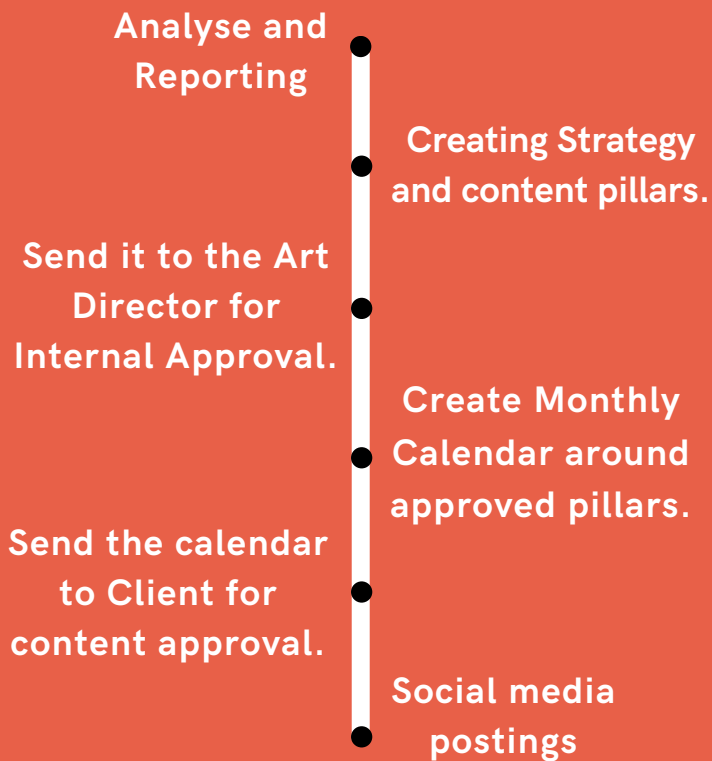 Analyse and
Reporting
Creating Strategy
and content pillars.
Send it to the Art
Director for
Internal Approval.
Create Monthly
Calendar around
approved pillars.
Send the calendar
to Client for
content approval.
Social media
postings